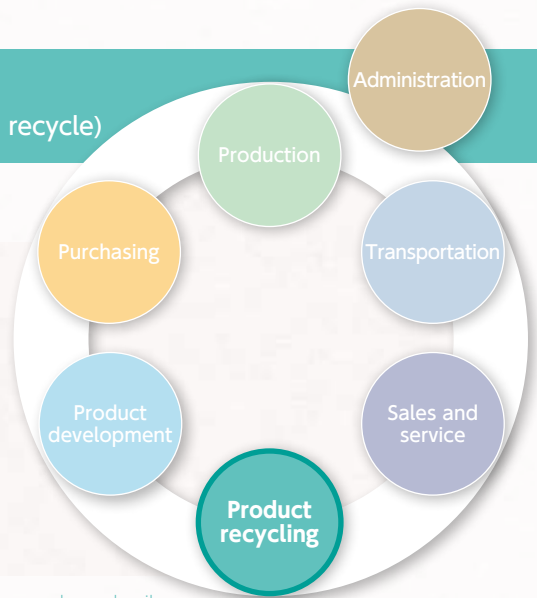 Administration
recycle)
Production
Purchasing
Transportation
Product
development
Sales and
service
Product
recycling